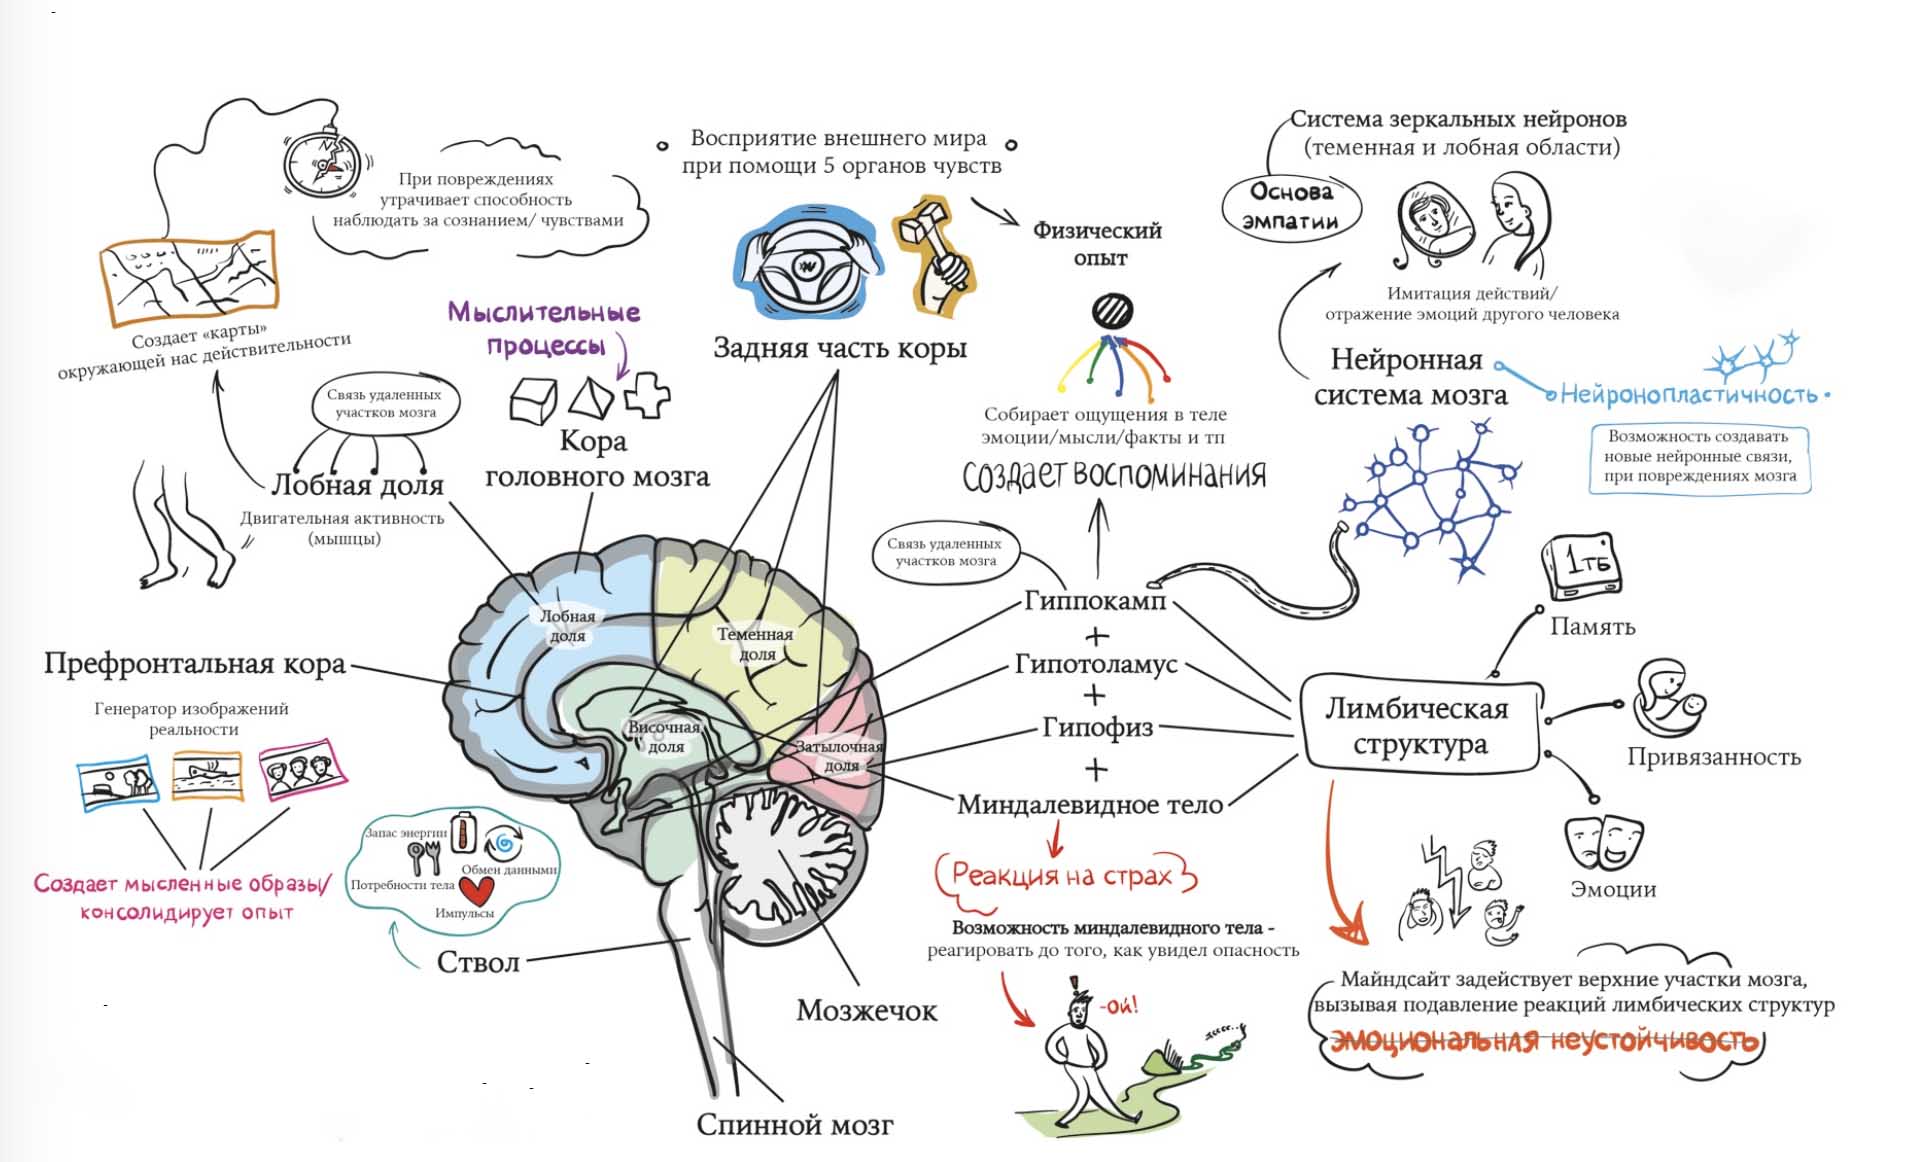 При повреждениях
утрачивает способность
наблюдать за сознанием/ чувствами
Создает «карты»
окружающей нас действительности
Связь удаленных
участков мозга
Лобная доля
Двигательная активность
(мышцы)
Мыслительные
процессы
Кора
головного мозга
Восприятие внешнего мира
при помощи 5 органов чувств
Задняя часть коры
Физический
опыт
Собирает ощущения в теле
эмоции/мысли/факты и тп
создает воспоминания
Система зеркальных нейронов
(теменная и лобная области)
Основа
эмпатии
Имитация действий/
отражение эмоций другого человека
Нейронная
система мозга
Нейронопластичность
Возможность создавать
новые нейронные связи,
при повреждениях мозга
Связь удаленных
участков мозга
Гиппокамп
+
Гипотоламус
+
Гипофиз
+
Миндалевидное тело
Лимбическая
структура
1ТБ
Память
Привязанность
Эмоции
Префронтальная кора
Генератор изображений
реальности
Создает мысленные образы/
консолидирует опыт
Лобная
доля
Теменная
доля
Височная
доля
Затылочная
доля
Запас энергии
Обмен данными
Потребности тела
Импульсы
Ствол
Мозжечок
Спинной мозг
Реакция на страх
Возможность миндалевидного тела -
реагировать до того, как увидел опасность
-ой!
Майндсайт задействует верхние участки мозга,
вызывая подавление реакций лимбических структур
эмоциональная неустойчивость